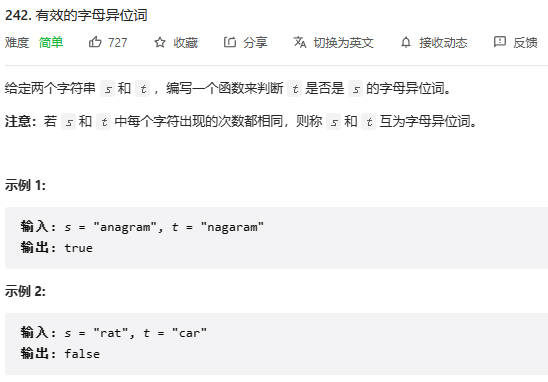 242. 有效的字母异位词
难度 简单 727 收藏 分享 切换为英文 接收动态 反馈
给定两个字符串 s 和 t ，编写一个函数来判断 t 是否是 s 的字母异位词。
注意：若 s 和 t 中每个字符出现的次数都相同，则称 s 和 t 互为字母异位词。
示例 1:
输入: s = "anagram", t = "nagaram"
输出: true
示例 2:
输入: s = "rat", t = "car"
输出: false